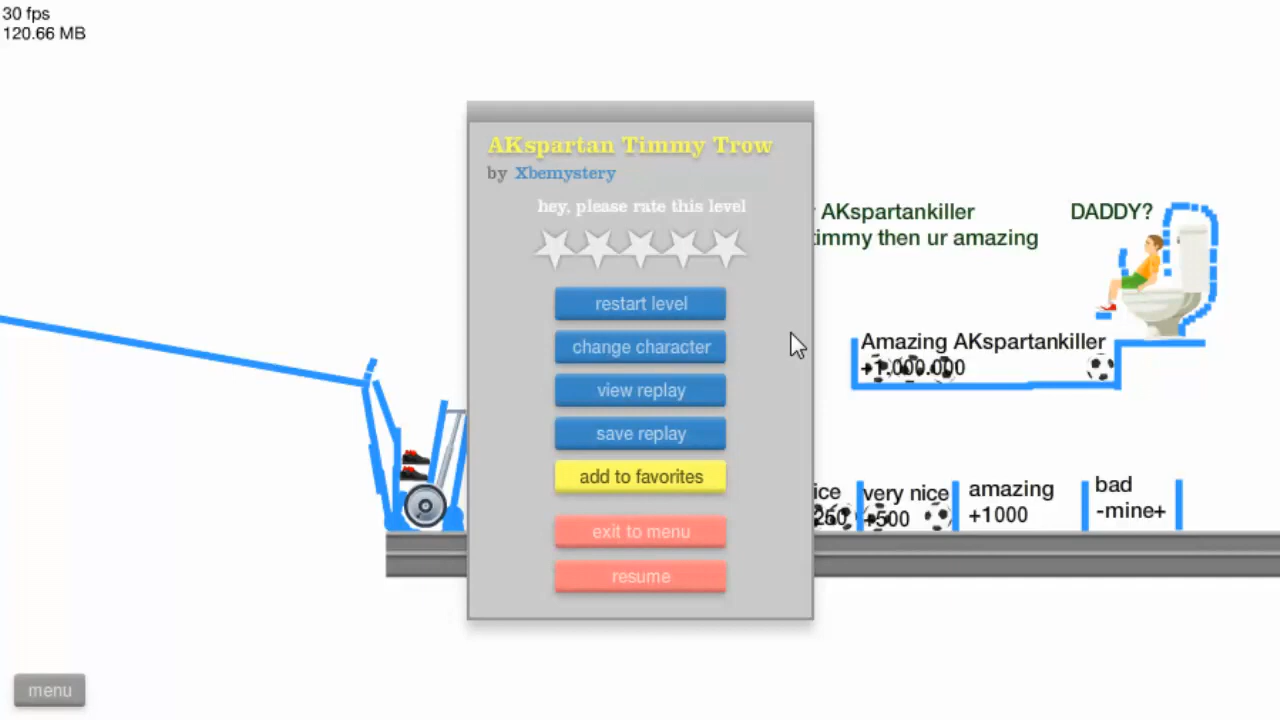 30 fps
120.66 MB
AKspartan Timmy Trow
by Xbemystery
hey, please rate this level
restart level
change character
view replay
save replay
add to favorites
exit to menu
resume
AKspartankiller
timmy then ur amazing
DADDY?
Amazing AKspartankiller
+1.000.000
250
very nice
+500
amazing
+1000
bad
-mine+
menu